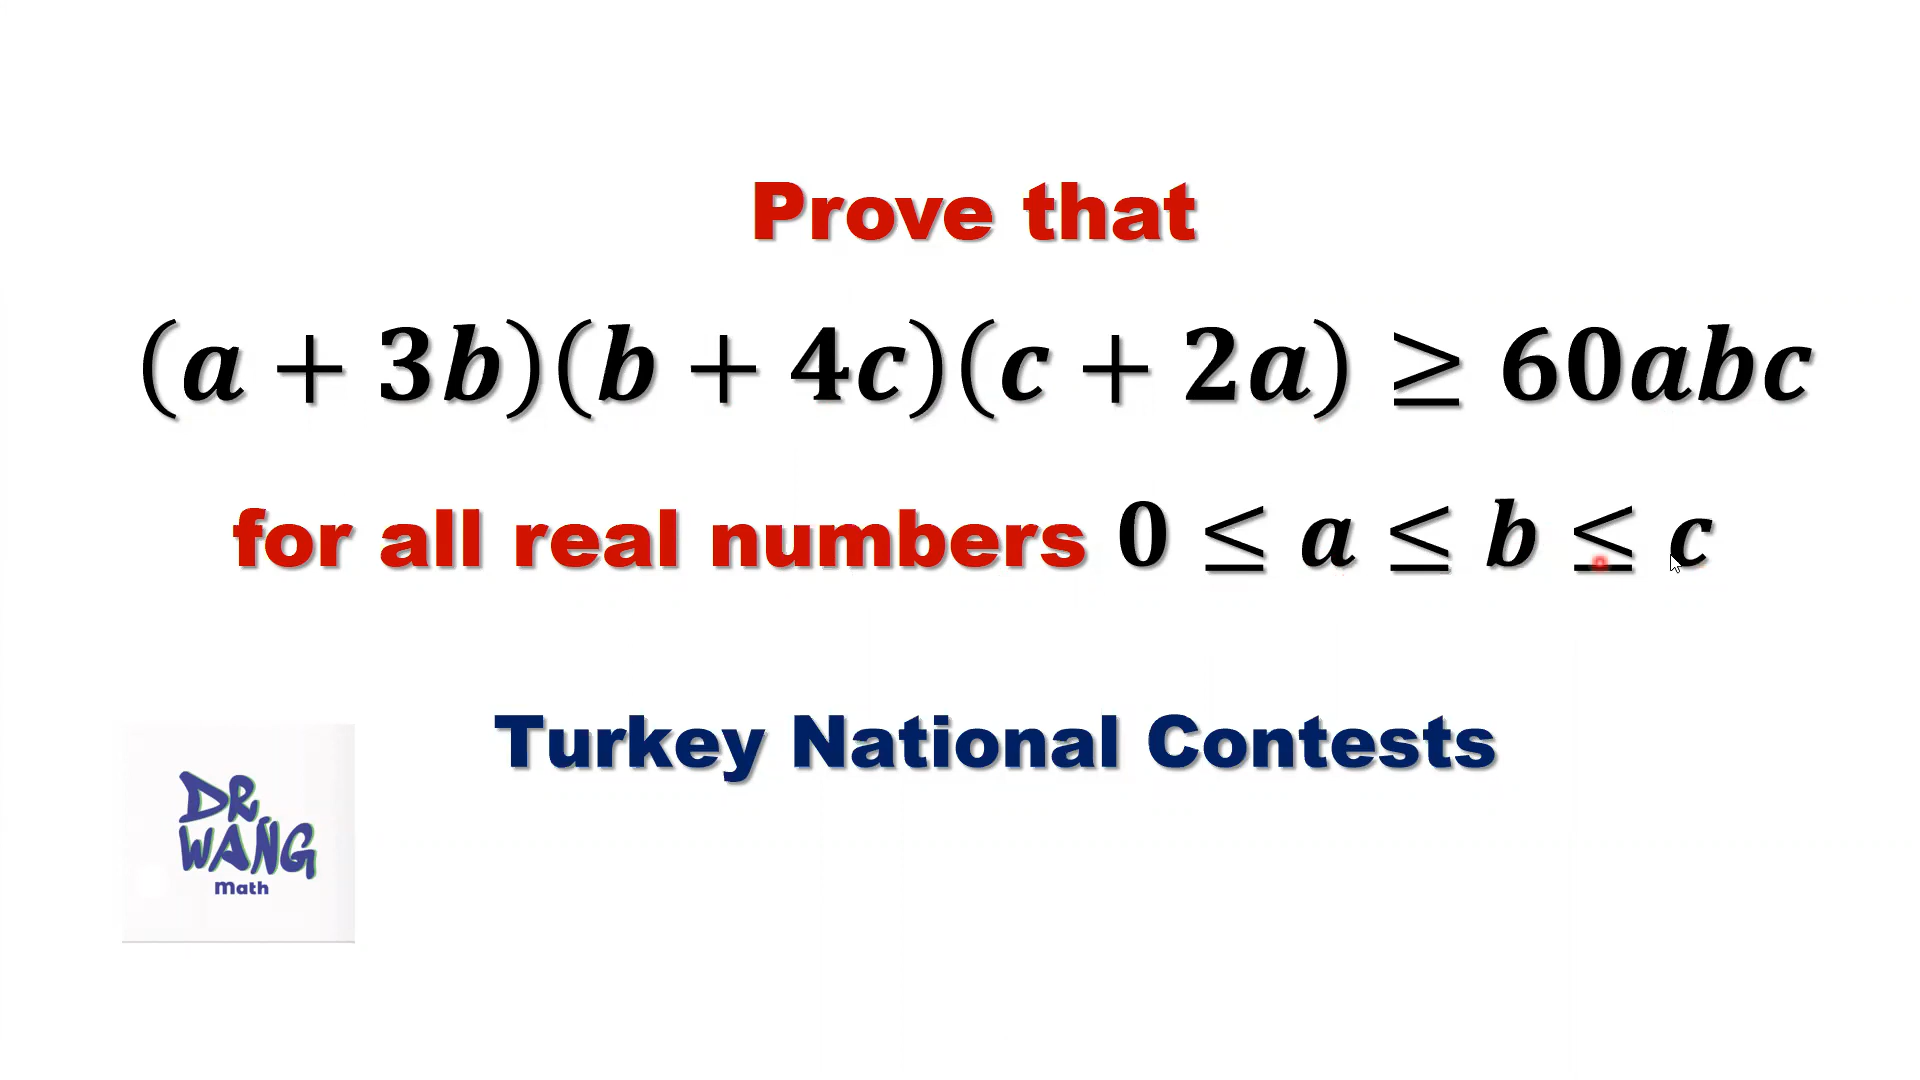 Prove that
(a + 3b)(b + 4c)(c + 2a) ≥ 60abc
for all real numbers 0 ≤ a ≤ b ≤ c
Turkey National Contests
DR
WANG
Math